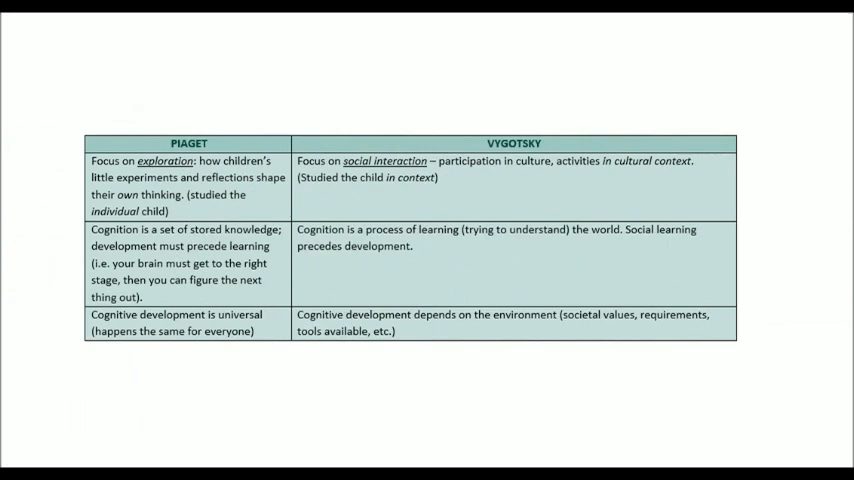 PIAGET
VYGOTSKY
Focus on exploration: how children's
little experiments and reflections shape
their own thinking. (studied the
individual child)
Focus on social interaction – participation in culture, activities in cultural context.
(Studied the child in context)
Cognition is a set of stored knowledge;
development must precede learning
(i.e. your brain must get to the right
stage, then you can figure the next
thing out).
Cognition is a process of learning (trying to understand) the world. Social learning
precedes development.
Cognitive development is universal
(happens the same for everyone)
Cognitive development depends on the environment (societal values, requirements,
tools available, etc.)